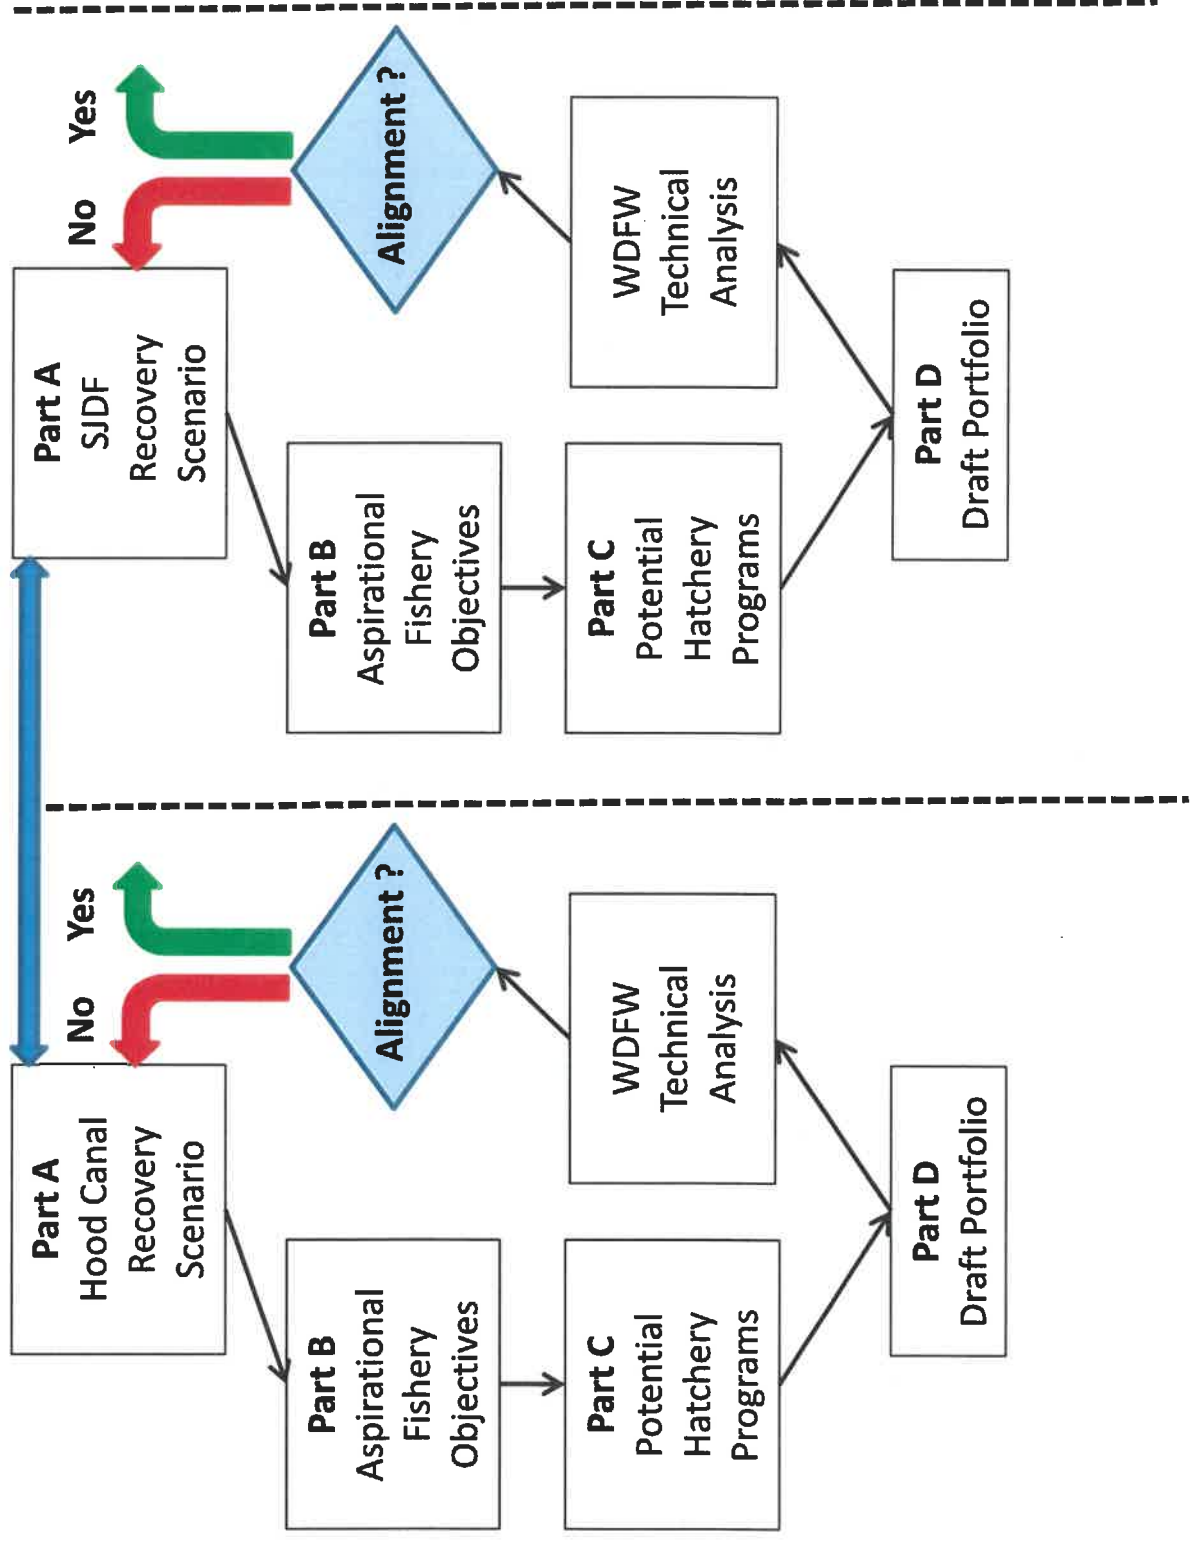 Part A
Hood Canal
Recovery
Scenario
No
Yes
Part B
Aspirational
Fishery
Objectives
Alignment ?
Part C
Potential
Hatchery
Programs
WDFW
Technical
Analysis
Part D
Draft Portfolio
Part A
SJDF
Recovery
Scenario
No
Yes
Part B
Aspirational
Fishery
Objectives
Alignment ?
Part C
Potential
Hatchery
Programs
WDFW
Technical
Analysis
Part D
Draft Portfolio